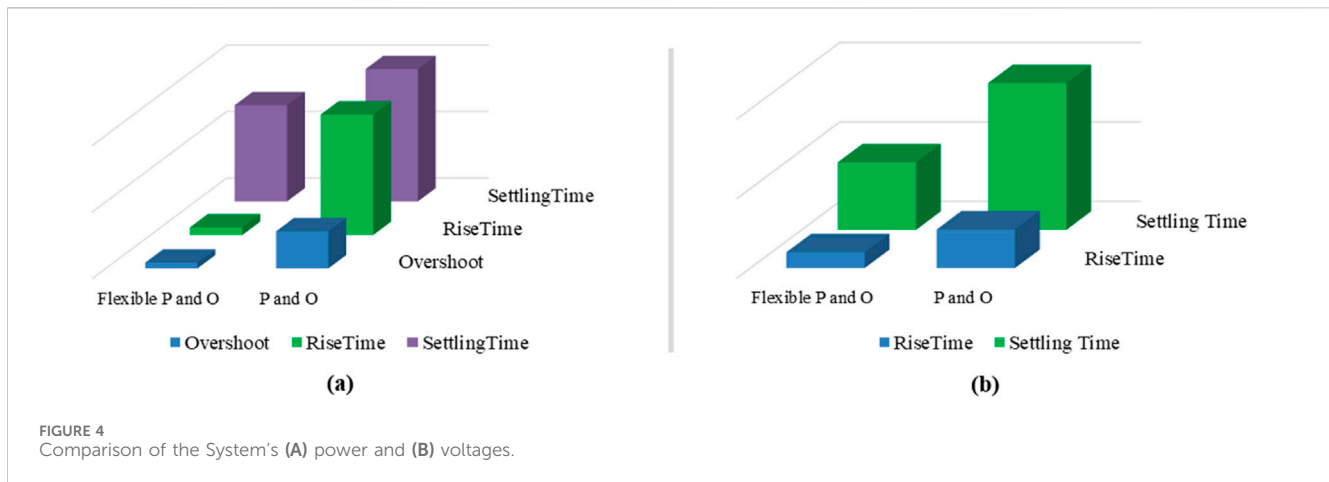 SettlingTime
RiseTime
Overshoot
Flexible P and O P and O
Overshoot RiseTime SettlingTime
(a)
Settling Time
RiseTime
Flexible P and O P and O
RiseTime Settling Time
(b)
FIGURE 4
Comparison of the System's (A) power and (B) voltages.